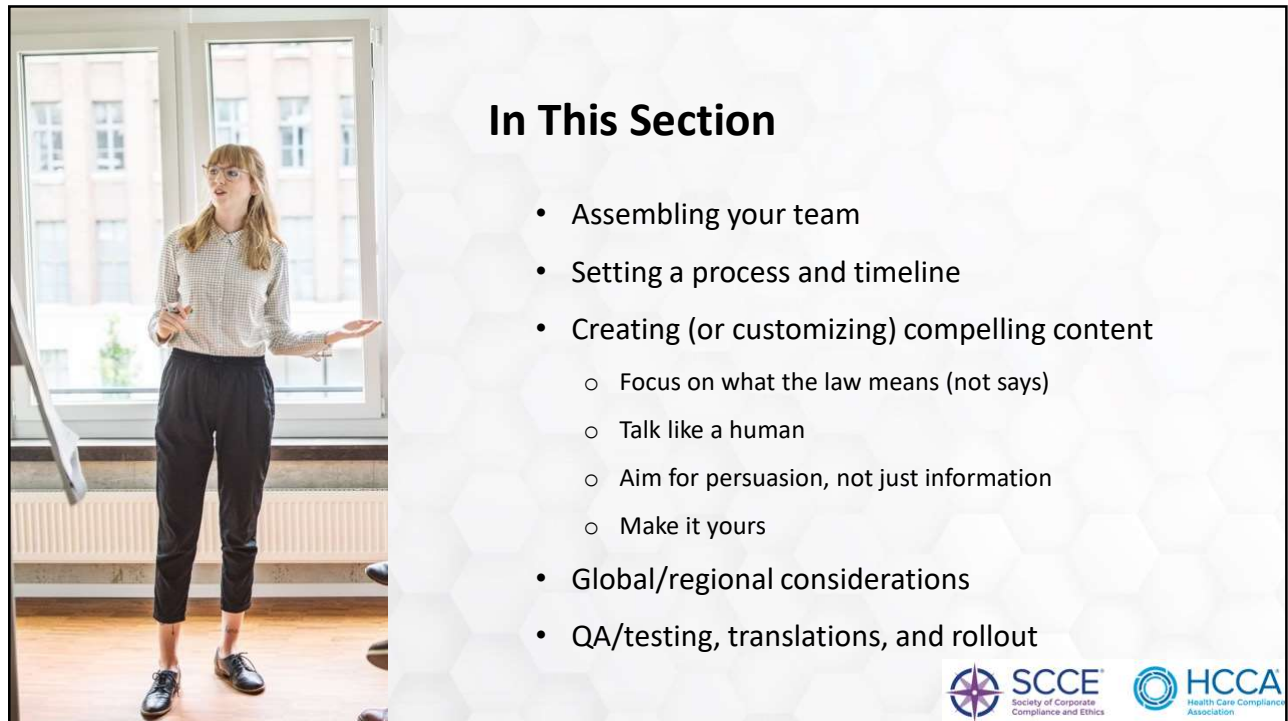 In This Section
• Assembling your team
• Setting a process and timeline
• Creating (or customizing) compelling content
o Focus on what the law means (not says)
o Talk like a human
o Aim for persuasion, not just information
o Make it yours
• Global/regional considerations
• QA/testing, translations, and rollout
SCCE®
Society of Corporate
Compliance and Ethics
HCCA
Health Care Compliance
Association